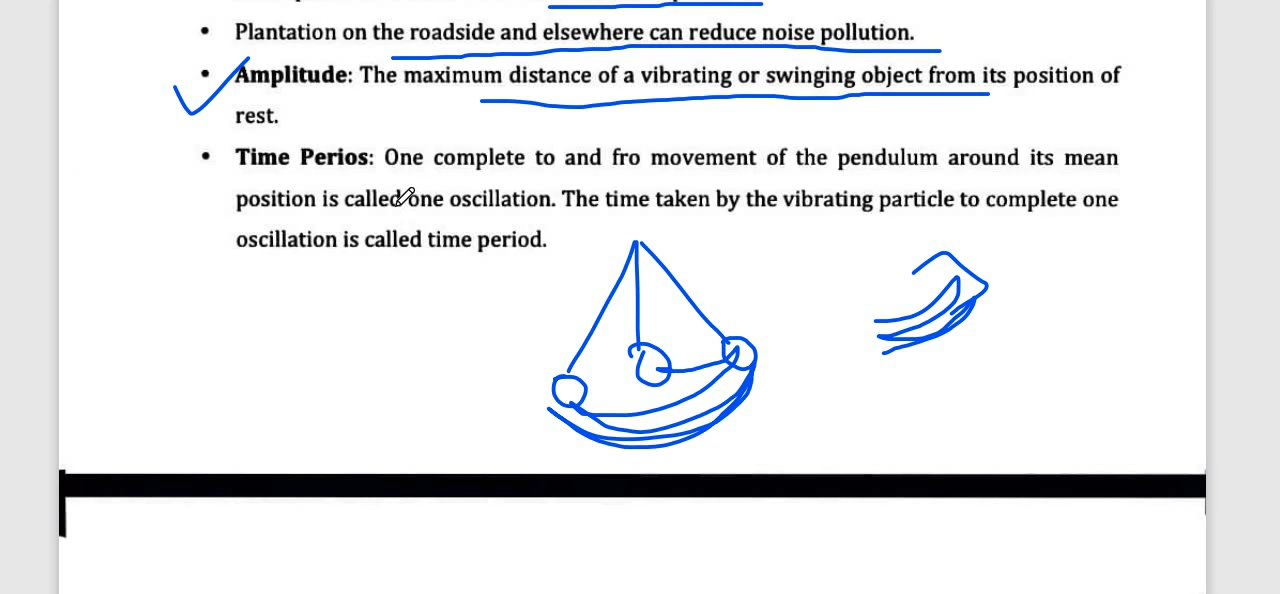 • Plantation on the roadside and elsewhere can reduce noise pollution.
• Amplitude: The maximum distance of a vibrating or swinging object from its position of
rest.
• Time Perios: One complete to and fro movement of the pendulum around its mean
position is called one oscillation. The time taken by the vibrating particle to complete one
oscillation is called time period.